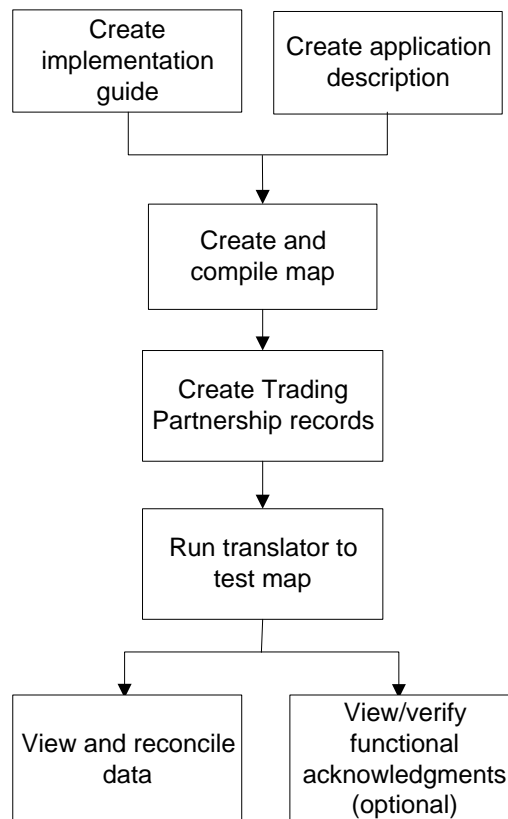 Create
implementation
guide
Create application
description
Create and
compile map
Create Trading
Partnership records
Run translator to
test map
View and reconcile
data
View/verify
functional
acknowledgments
(optional)